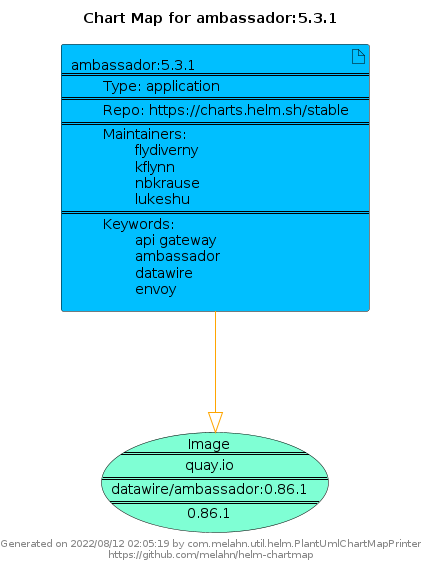 Chart Map for ambassador:5.3.1
ambassador:5.3.1
Type: application
Repo: https://charts.helm.sh/stable
Maintainers:
flydiverny
kflynn
nbkrause
lukeshu
Keywords:
api gateway
ambassador
datawire
envoy
Image
quay.io
datawire/ambassador:0.86.1
0.86.1
Generated on 2022/08/12 02:05:19 by com.melahn.util.helm.PlantUmlChartMapPrinter
https://github.com/melahn/helm-chartmap